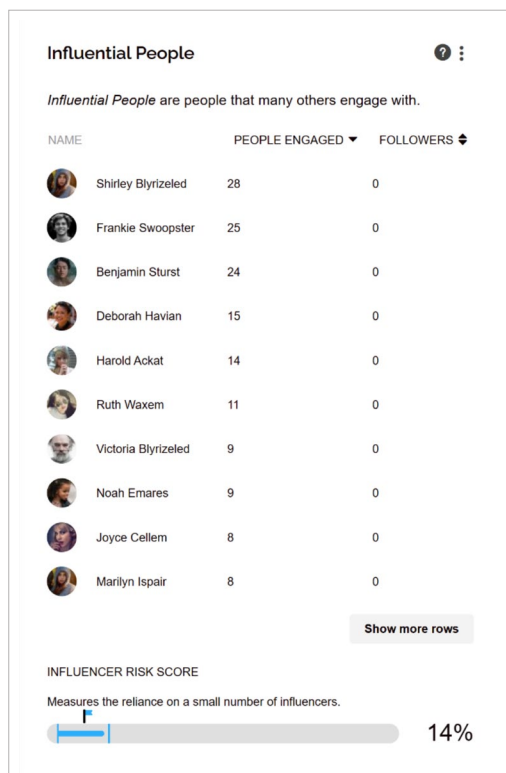 Influential People
Influential People are people that many others engage with.
NAME PEOPLE ENGAGED FOLLOWERS
Shirley Blyrizeled 28 0
Frankie Swoopster 25 0
Benjamin Sturst 24 0
Deborah Havian 15 0
Harold Ackat 14 0
Ruth Waxem 11 0
Victoria Blyrizeled 9 0
Noah Emares 9 0
Joyce Cellem 8 0
Marilyn Ispair 8 0
Show more rows
INFLUENCER RISK SCORE
Measures the reliance on a small number of influencers.
14%